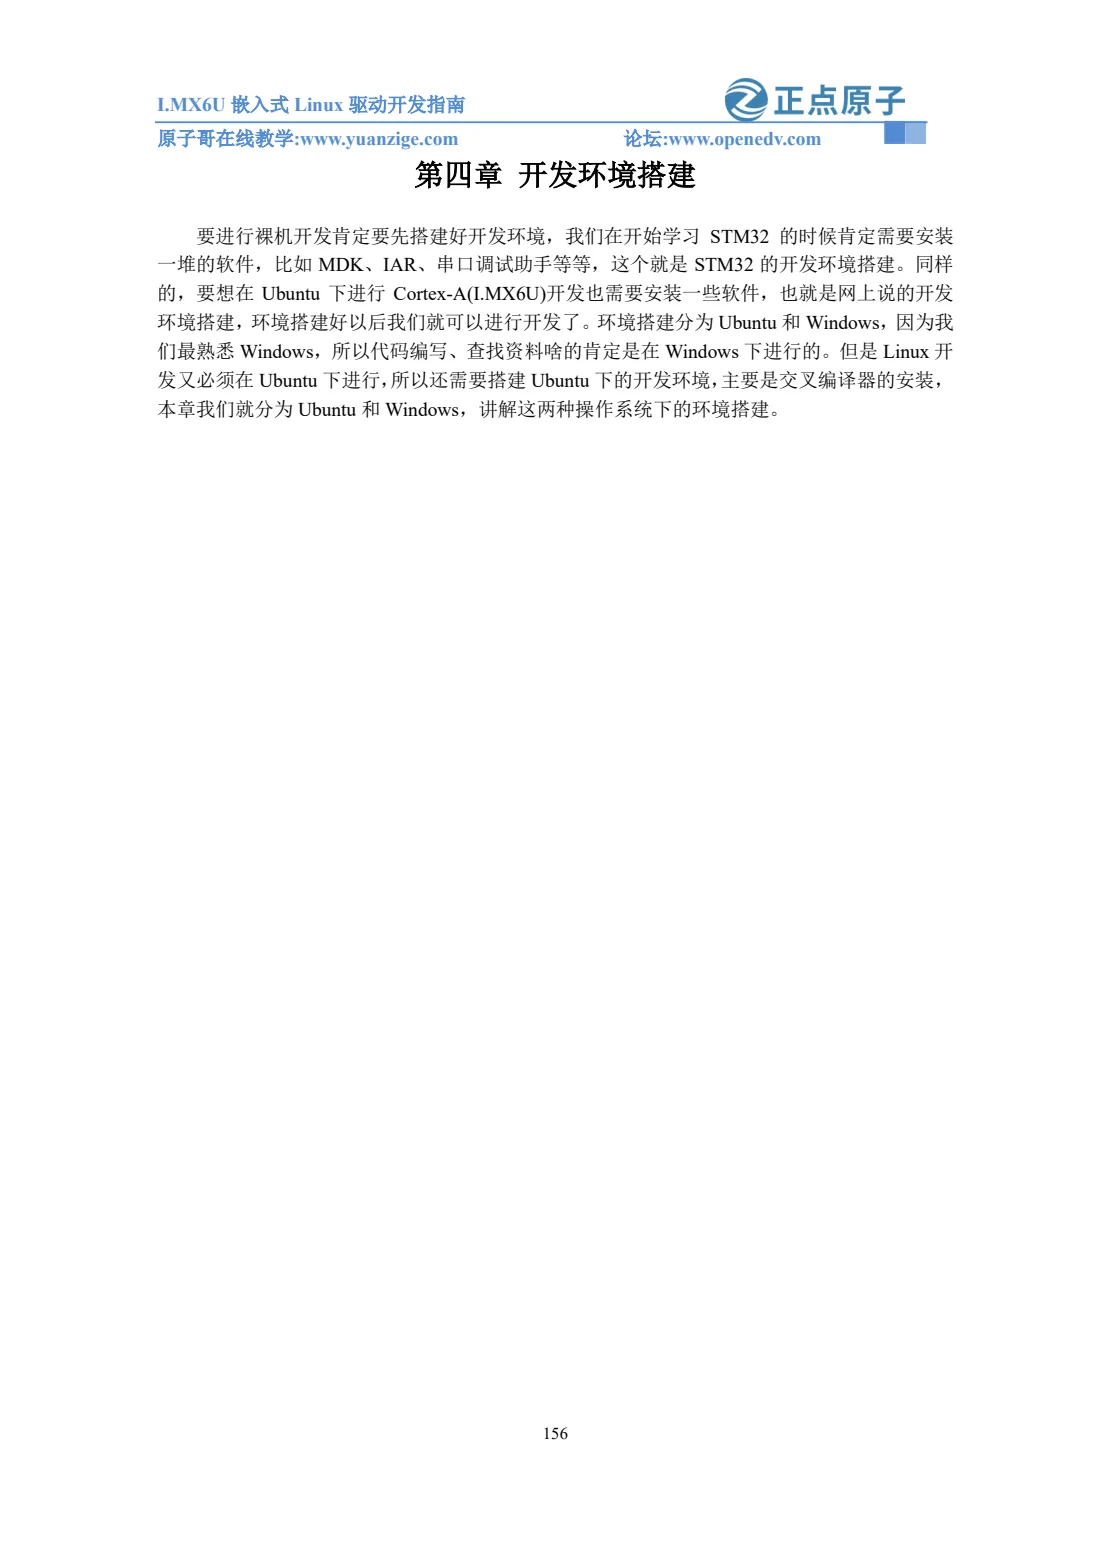 I.MX6U 嵌入式 Linux 驱动开发指南
正点原子
原子哥在线教学:www.yuanzige.com 论坛:www.openedv.com
第四章 开发环境搭建
要进行裸机开发肯定要先搭建好开发环境，我们在开始学习 STM32 的时候肯定需要安装
一堆的软件，比如 MDK、IAR、串口调试助手等等，这个就是 STM32 的开发环境搭建。同样
的，要想在 Ubuntu 下进行 Cortex-A(I.MX6U)开发也需要安装一些软件，也就是网上说的开发
环境搭建，环境搭建好以后我们就可以进行开发了。环境搭建分为 Ubuntu 和 Windows，因为我
们最熟悉 Windows，所以代码编写、查找资料啥的肯定是在 Windows 下进行的。但是 Linux 开
发又必须在 Ubuntu 下进行，所以还需要搭建 Ubuntu 下的开发环境，主要是交叉编译器的安装，
本章我们就分为 Ubuntu 和 Windows，讲解这两种操作系统下的环境搭建。
156